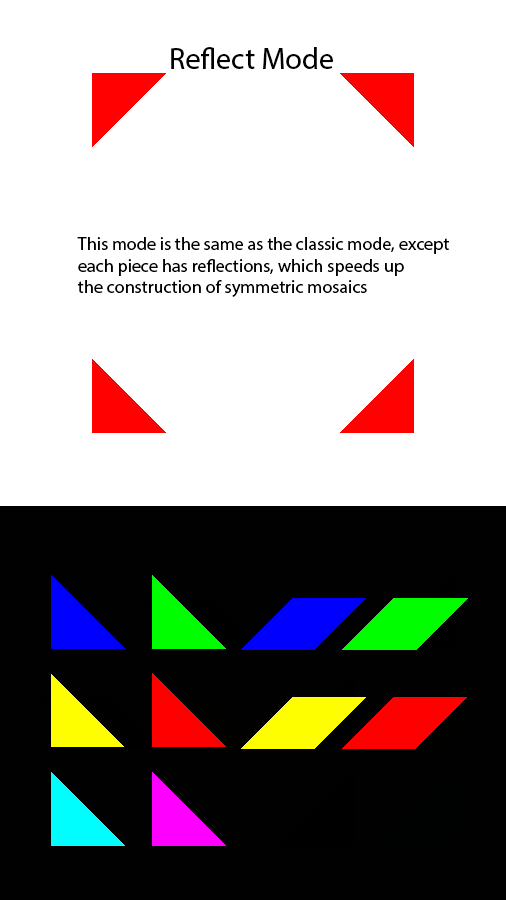 Reflect Mode
This mode is the same as the classic mode, except
each piece has reflections, which speeds up
the construction of symmetric mosaics